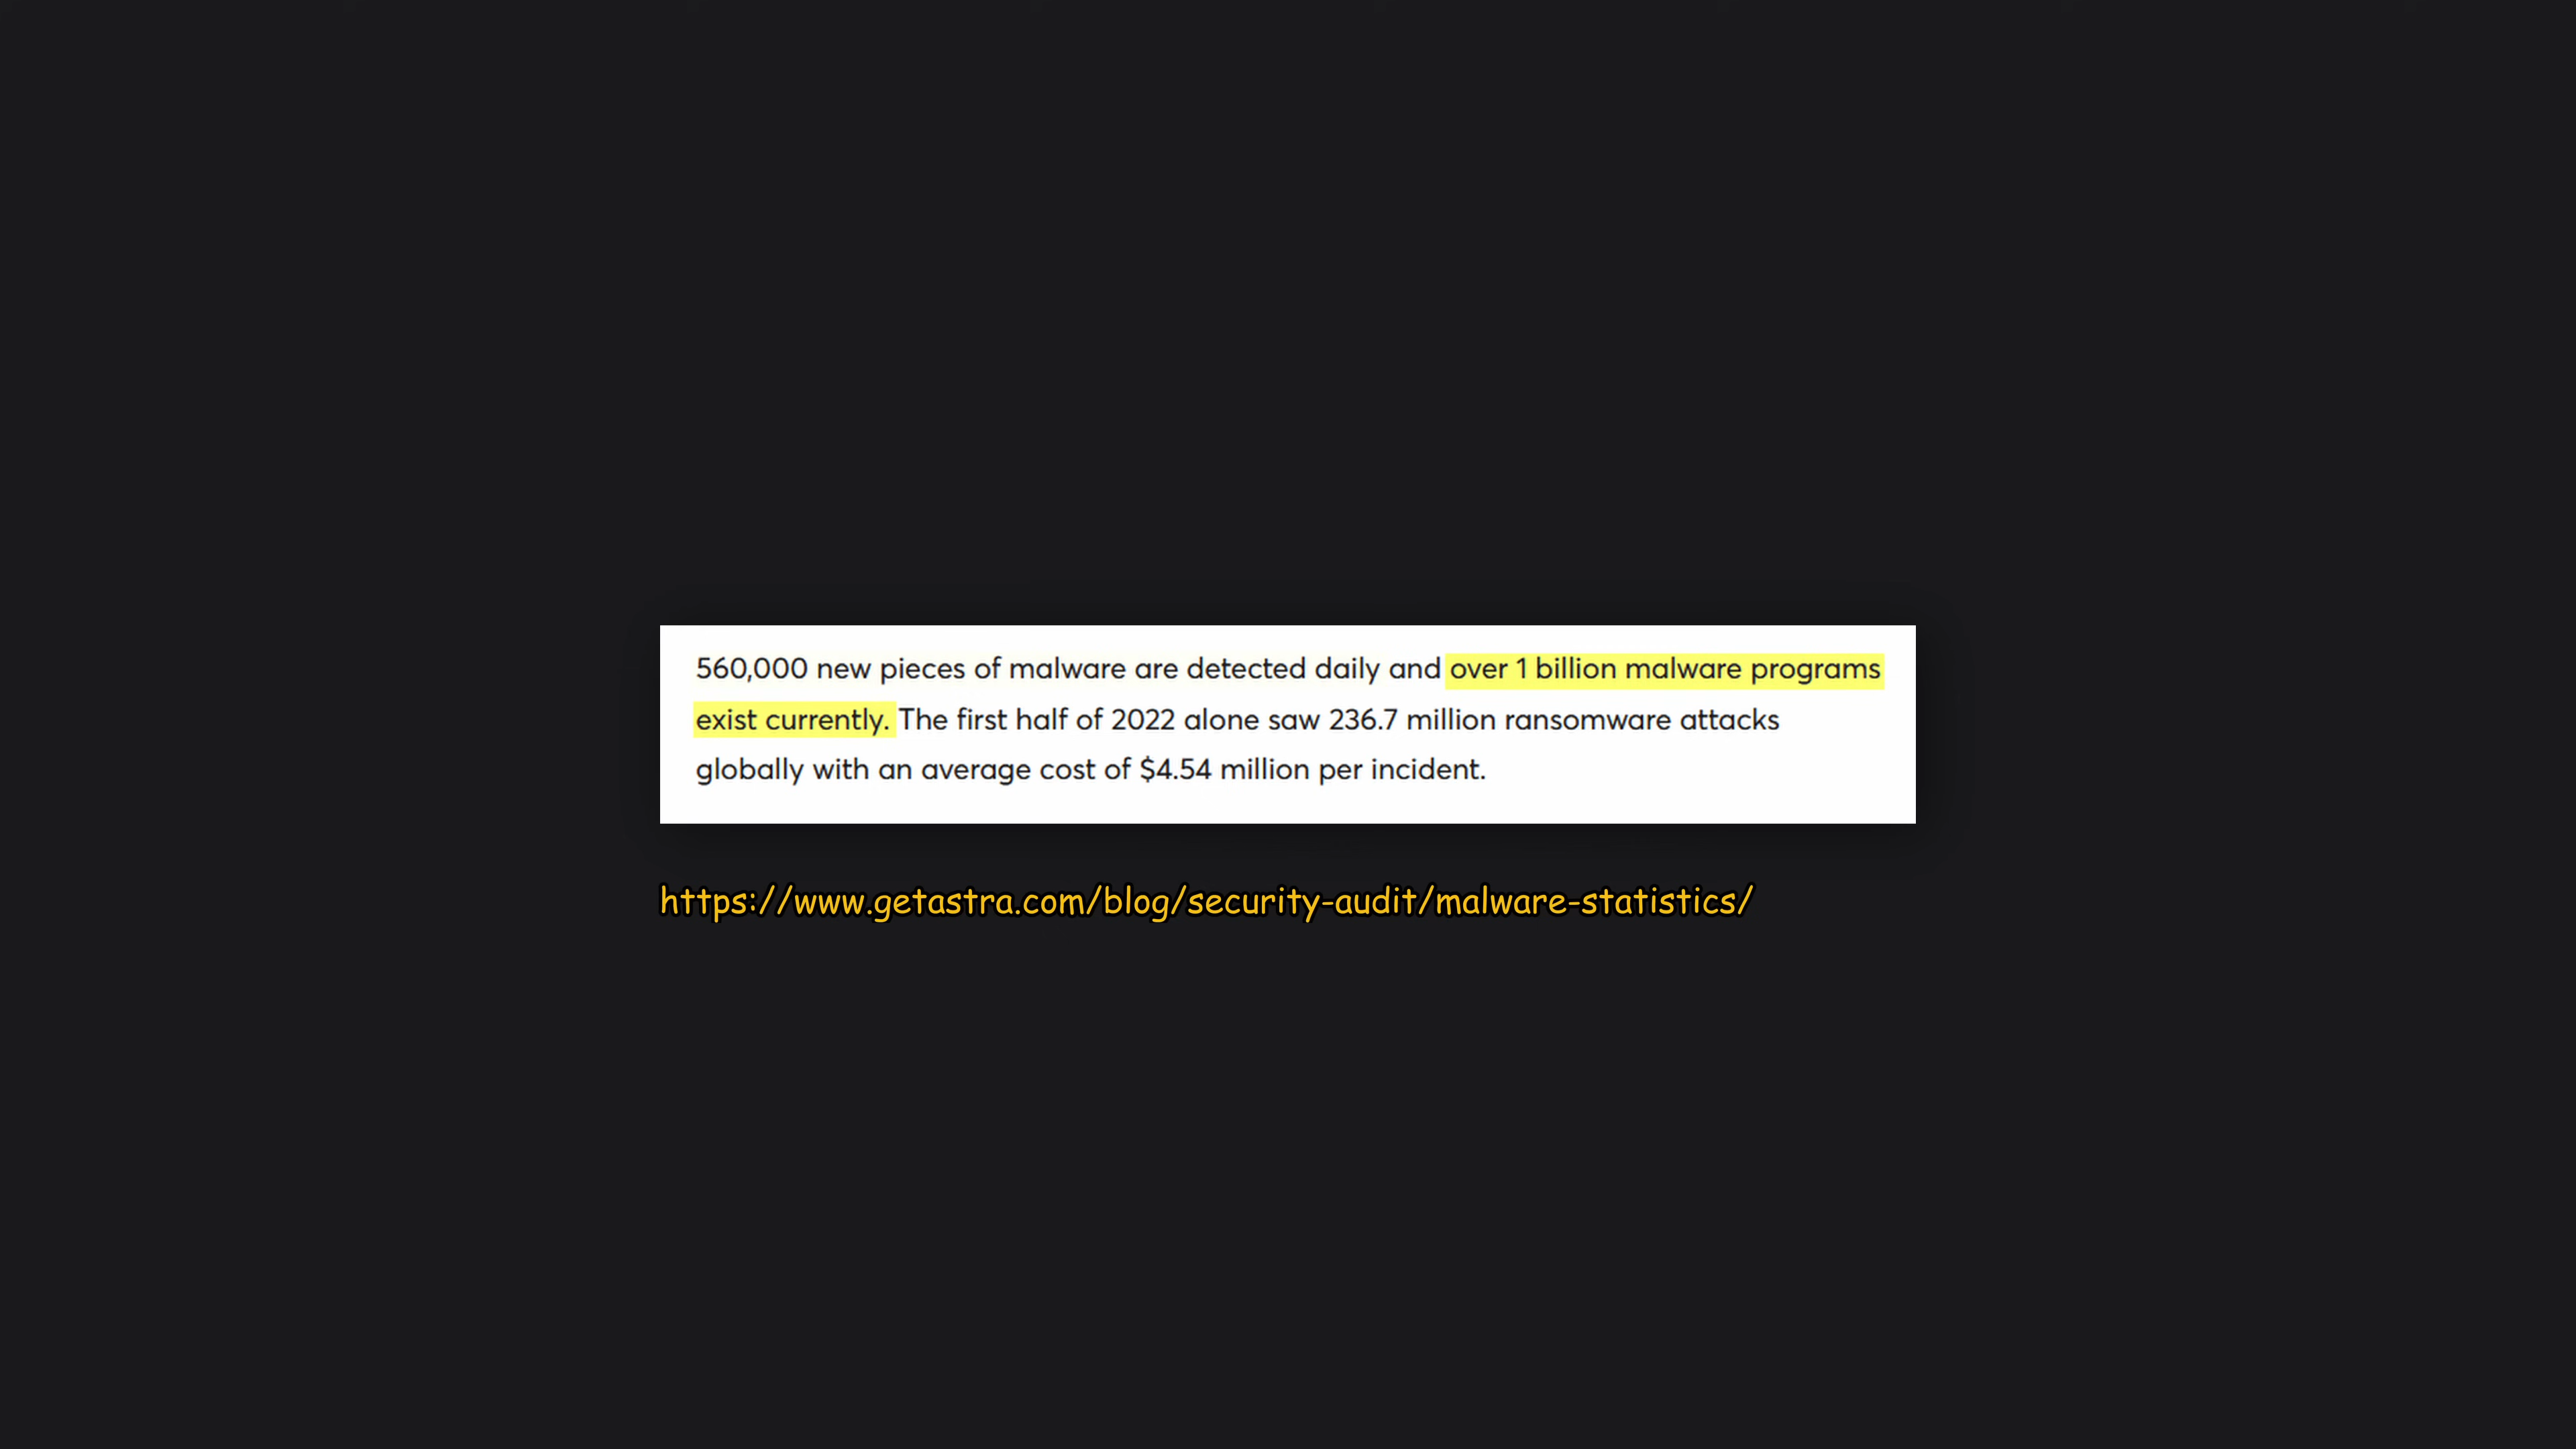 560,000 new pieces of malware are detected daily and over 1 billion malware programs
exist currently. The first half of 2022 alone saw 236.7 million ransomware attacks
globally with an average cost of $4.54 million per incident.
https://www.getastra.com/blog/security-audit/malware-statistics/